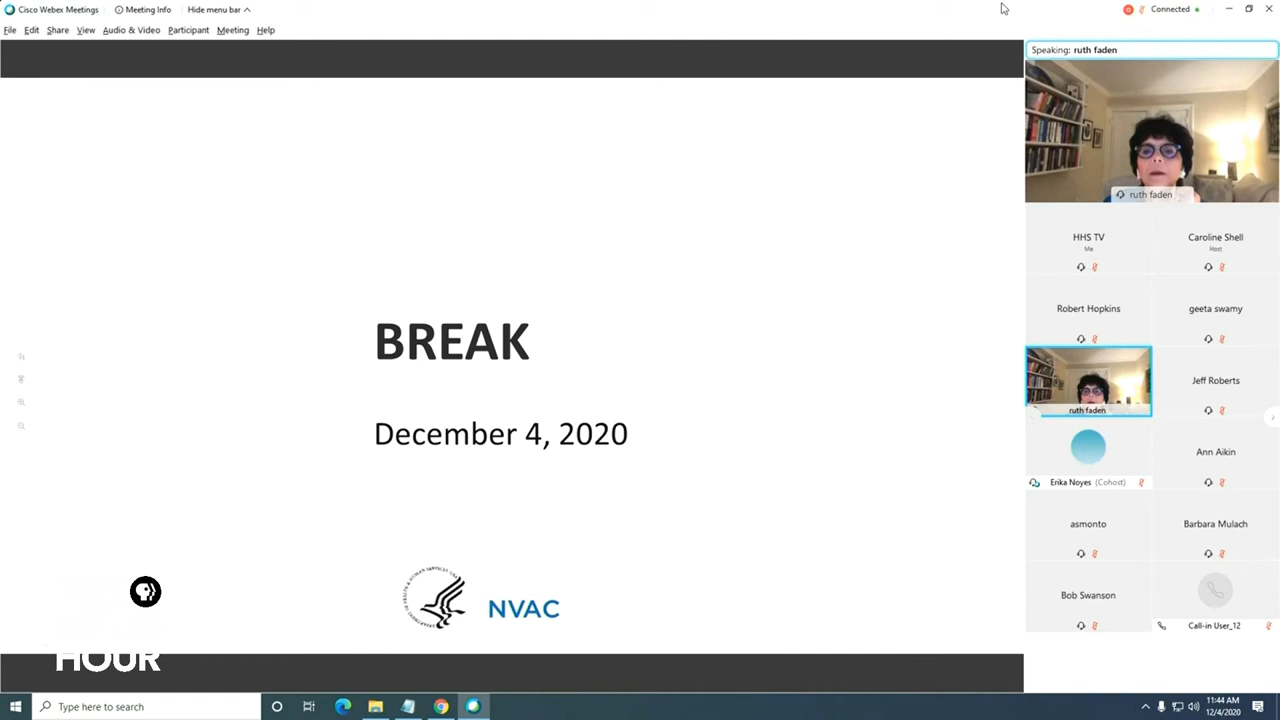 Cisco Webex Meetings
Meeting Info
Hide menu bar
Connected
File Edit Share View Audio & Video Participant Meeting Help
Speaking: ruth faden
ruth faden
HHS TV
Me
Caroline Shell
Host
Robert Hopkins
geeta swamy
ruth faden
Jeff Roberts
Erika Noyes (Cohost)
Ann Aikin
asmonto
Barbara Mulach
Bob Swanson
Call-in User_12
BREAK
December 4, 2020
NVAC
HOUR
Type here to search
11:44 AM
12/4/2020